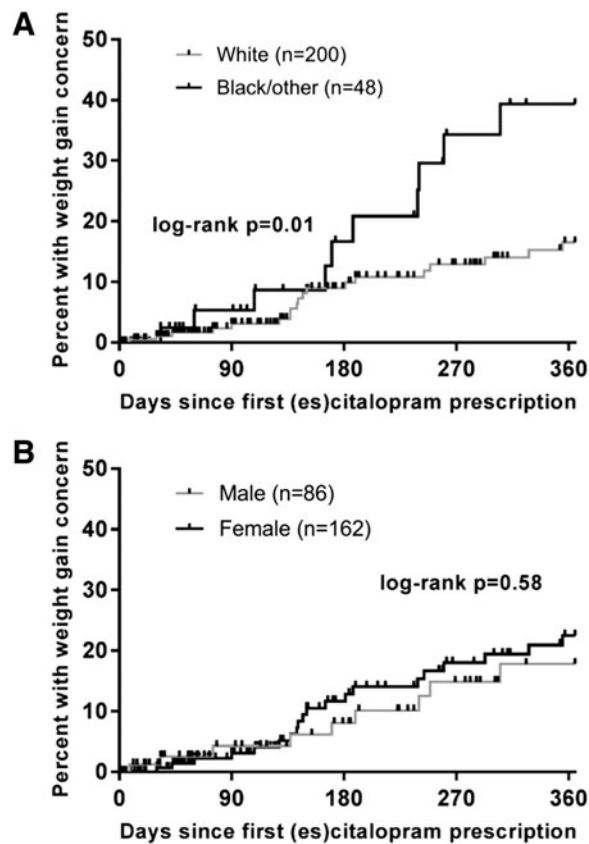 A
Percent with weight gain concern
50
40
30
20
10
0
White (n=200)
Black/other (n=48)
log-rank p=0.01
0 90 180 270 360
Days since first (es)citalopram prescription
B
Percent with weight gain concern
50
40
30
20
10
0
Male (n=86)
Female (n=162)
log-rank p=0.58
0 90 180 270 360
Days since first (es)citalopram prescription